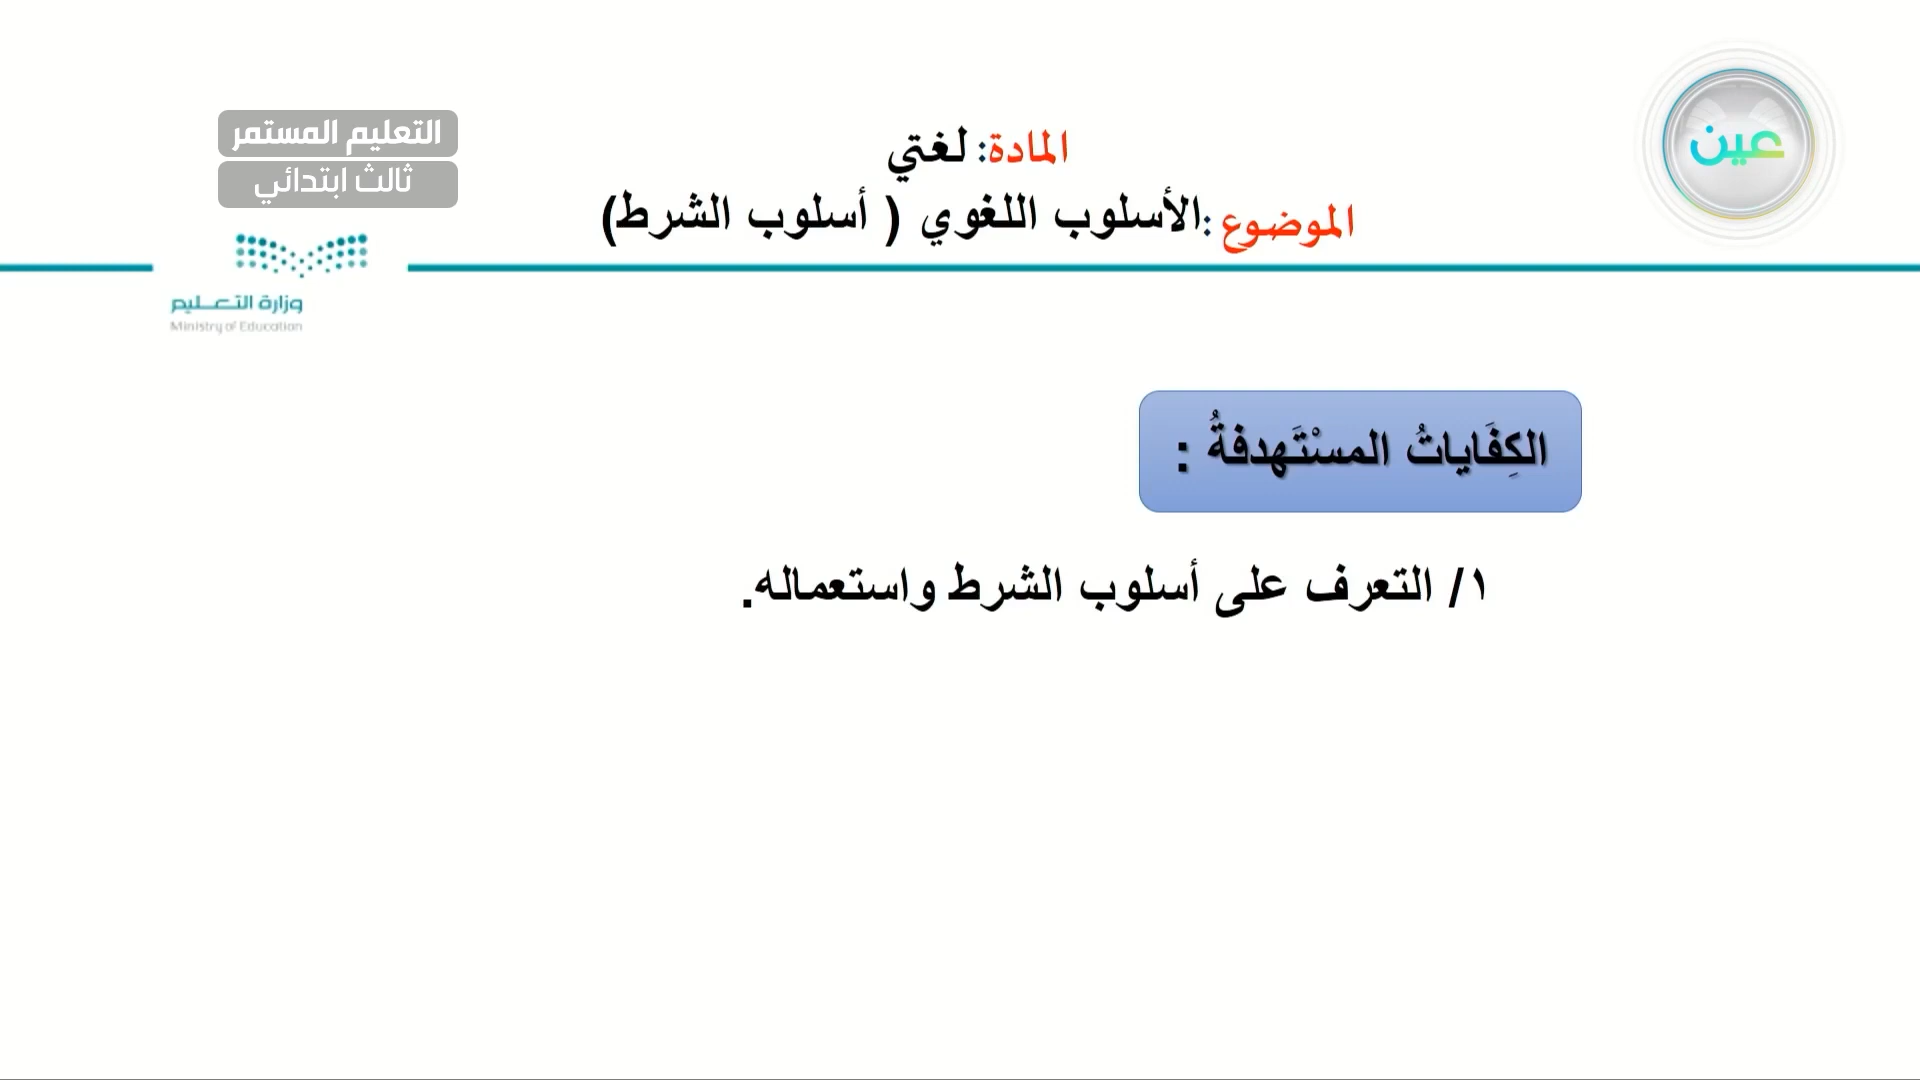 عين
التعليم المستمر
ثالث ابتدائي
المادة: لغتي
الموضوع: الأسلوب اللغوي ( أسلوب الشرط)
وزارة التعـليم
Ministry of Education
الكِفَاياتُ المسْتَهدفةُ :
١/ التعرف على أسلوب الشرط واستعماله.